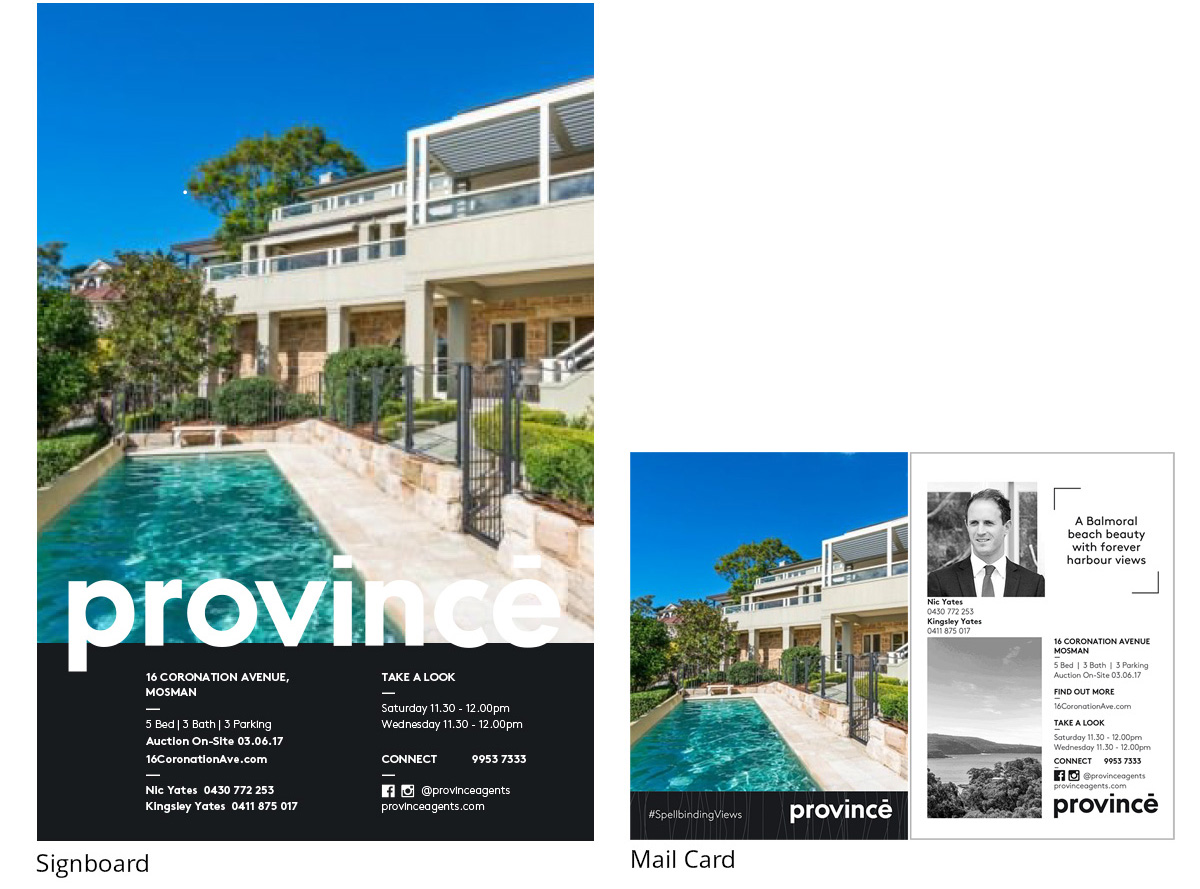 provincē
16 CORONATION AVENUE,
MOSMAN
5 Bed | 3 Bath | 3 Parking
Auction On-Site 03.06.17
16CoronationAve.com
Nic Yates 0430 772 253
Kingsley Yates 0411 875 017
TAKE A LOOK
Saturday 11.30 - 12.00pm
Wednesday 11.30 - 12.00pm
CONNECT 9953 7333
@provinceagents
provinceagents.com
Signboard
#SpellbindingViews
provincē
A Balmoral
beach beauty
with forever
harbour views
Nic Yates
0430 772 253
Kingsley Yates
0411 875 017
16 CORONATION AVENUE
MOSMAN
5 Bed | 3 Bath | 3 Parking
Auction On-Site 03.06.17
FIND OUT MORE
16CoronationAve.com
TAKE A LOOK
Saturday 11.30 - 12.00pm
Wednesday 11.30 - 12.00pm
CONNECT 9953 7333
@provinceagents
provinceagents.com
provincē
Mail Card